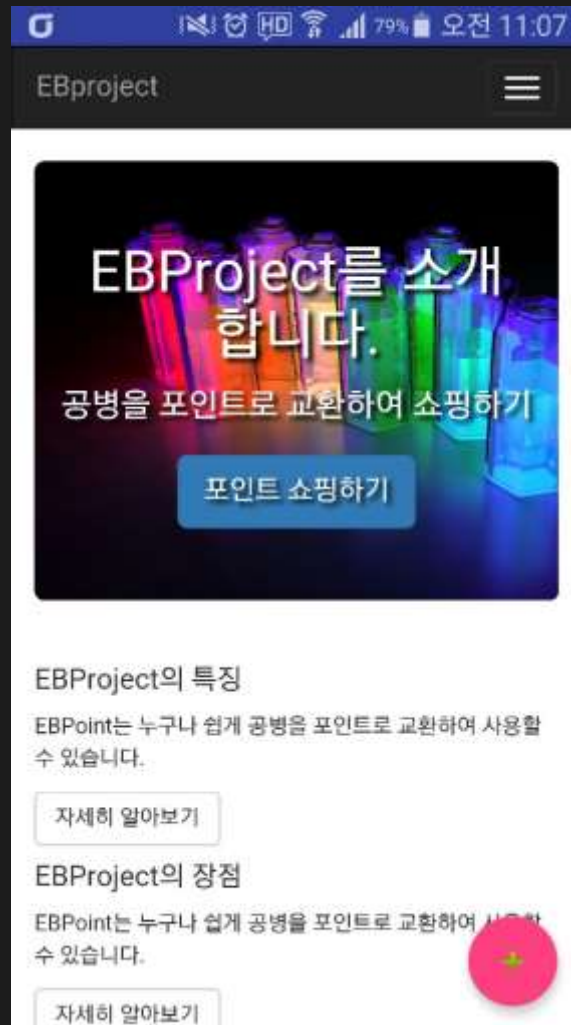 79% 오전 11:07
EBproject
EBProject를 소개
합니다.
공병을 포인트로 교환하여 쇼핑하기
포인트 쇼핑하기
EBProject의 특징
EBPoint는 누구나 쉽게 공병을 포인트로 교환하여 사용할
수 있습니다.
자세히 알아보기
EBProject의 장점
EBPoint는 누구나 쉽게 공병을 포인트로 교환하여
수 있습니다.
자세히 알아보기